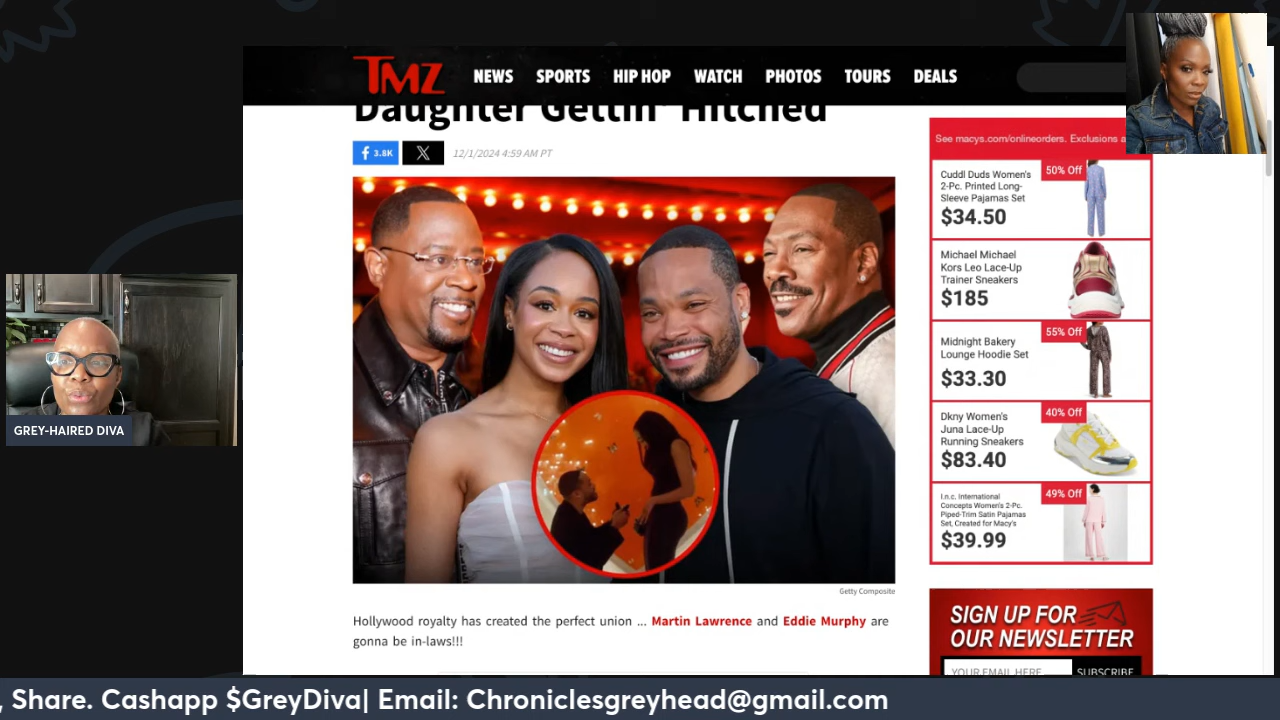 TMZ
NEWS SPORTS HIP HOP WATCH PHOTOS TOURS DEALS
Daughter Gettin' Hitched
3.8K
12/1/2024 4:59 AM PT
See macys.com/onlineorders. Exclusions a
Cuddl Duds Women's
2-Pc. Printed Long-
Sleeve Pajamas Set
$34.50
50% Off
Michael Michael
Kors Leo Lace-Up
Trainer Sneakers
$185
Midnight Bakery
Lounge Hoodie Set
$33.30
55% Off
Dkny Women's
Juna Lace-Up
Running Sneakers
$83.40
40% Off
I.n.c. International
Concepts Women's 2-Pc.
Piped-Trim Satin Pajamas
Set, Created for Macy's
$39.99
49% Off
GREY-HAIRED DIVA
Getty Composite
Hollywood royalty has created the perfect union ... Martin Lawrence and Eddie Murphy are
gonna be in-laws!!!
SIGN UP FOR
OUR NEWSLETTER
YOUR EMAIL HERE
SUBSCRIBE
, Share. Cashapp $GreyDiva| Email: Chroniclesgreyhead@gmail.com